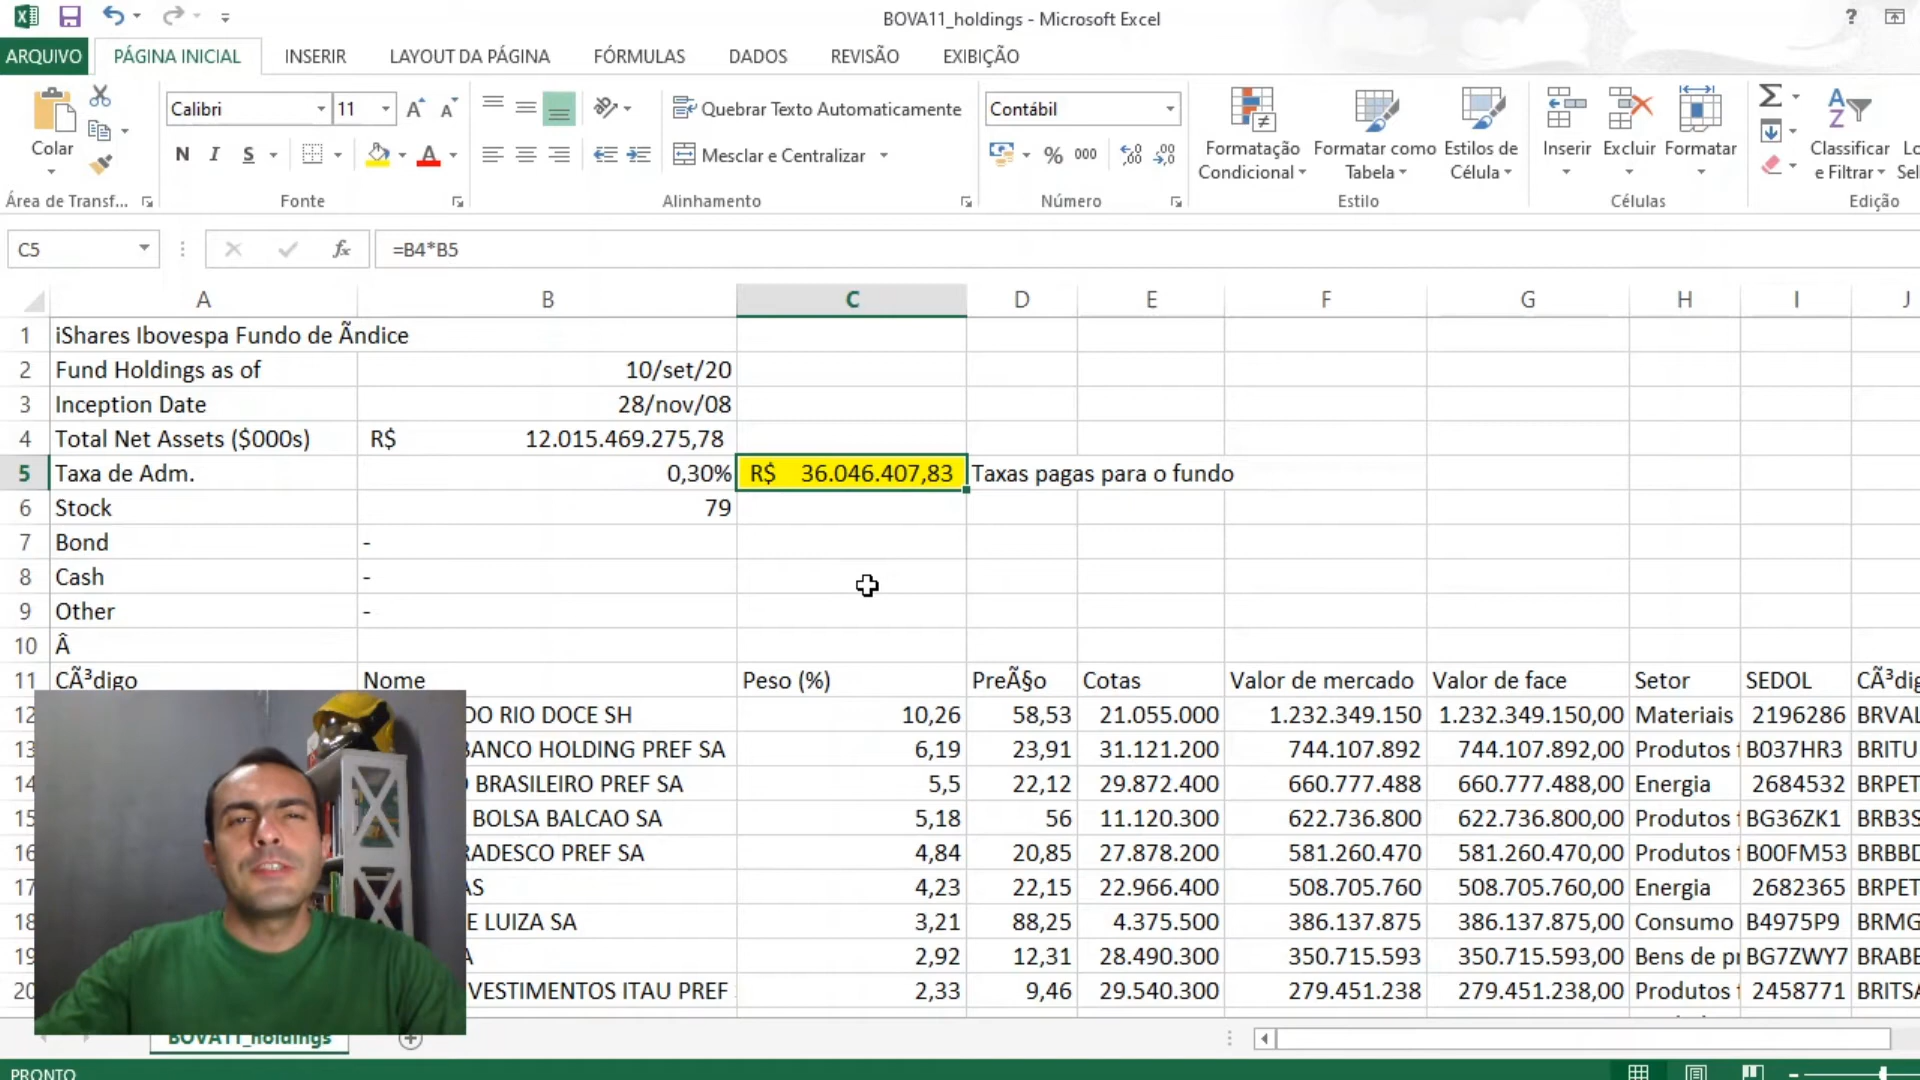 BOVA11_holdings - Microsoft Excel
?
ARQUIVO PÁGINA INICIAL INSERIR LAYOUT DA PÁGINA FÓRMULAS DADOS REVISÃO EXIBIÇÃO
Calibri 11 Quebrar Texto Automaticamente Contábil
Colar N I S A Mesclar e Centralizar % 000
Formatação Condicional Formatar como Tabela Estilos de Célula Inserir Excluir Formatar Classificar e Filtrar
Área de Transf... Fonte Alinhamento Número Estilo Células Edição
C5 fx =B4*B5
A B C D E F G H I J
1 iShares Ibovespa Fundo de Ãndice
2 Fund Holdings as of 10/set/20
3 Inception Date 28/nov/08
4 Total Net Assets ($000s) R$ 12.015.469.275,78
5 Taxa de Adm. 0,30% R$ 36.046.407,83 Taxas pagas para o fundo
6 Stock 79
7 Bond -
8 Cash -
9 Other -
10 Â
11 CÃ³digo Nome Peso (%) PreÃ§o Cotas Valor de mercado Valor de face Setor SEDOL CÃ³dig
12 DO RIO DOCE SH 10,26 58,53 21.055.000 1.232.349.150 1.232.349.150,00 Materiais 2196286 BRVAL
13 BANCO HOLDING PREF SA 6,19 23,91 31.121.200 744.107.892 744.107.892,00 Produtos B037HR3 BRITU
14 BRASILEIRO PREF SA 5,5 22,12 29.872.400 660.777.488 660.777.488,00 Energia 2684532 BRPET
15 BOLSA BALCAO SA 5,18 56 11.120.300 622.736.800 622.736.800,00 Produtos BG36ZK1 BRB3S
16 RADESCO PREF SA 4,84 20,85 27.878.200 581.260.470 581.260.470,00 Produtos B00FM53 BRBBD
17 AS 4,23 22,15 22.966.400 508.705.760 508.705.760,00 Energia 2682365 BRPET
18 E LUIZA SA 3,21 88,25 4.375.500 386.137.875 386.137.875,00 Consumo B4975P9 BRMG
19 A 2,92 12,31 28.490.300 350.715.593 350.715.593,00 Bens de pr BG7ZWY7 BRABE
20 VESTIMENTOS ITAU PREF 2,33 9,46 29.540.300 279.451.238 279.451.238,00 Produtos 2458771 BRITSA
BOVA11_holdings
PRONTO